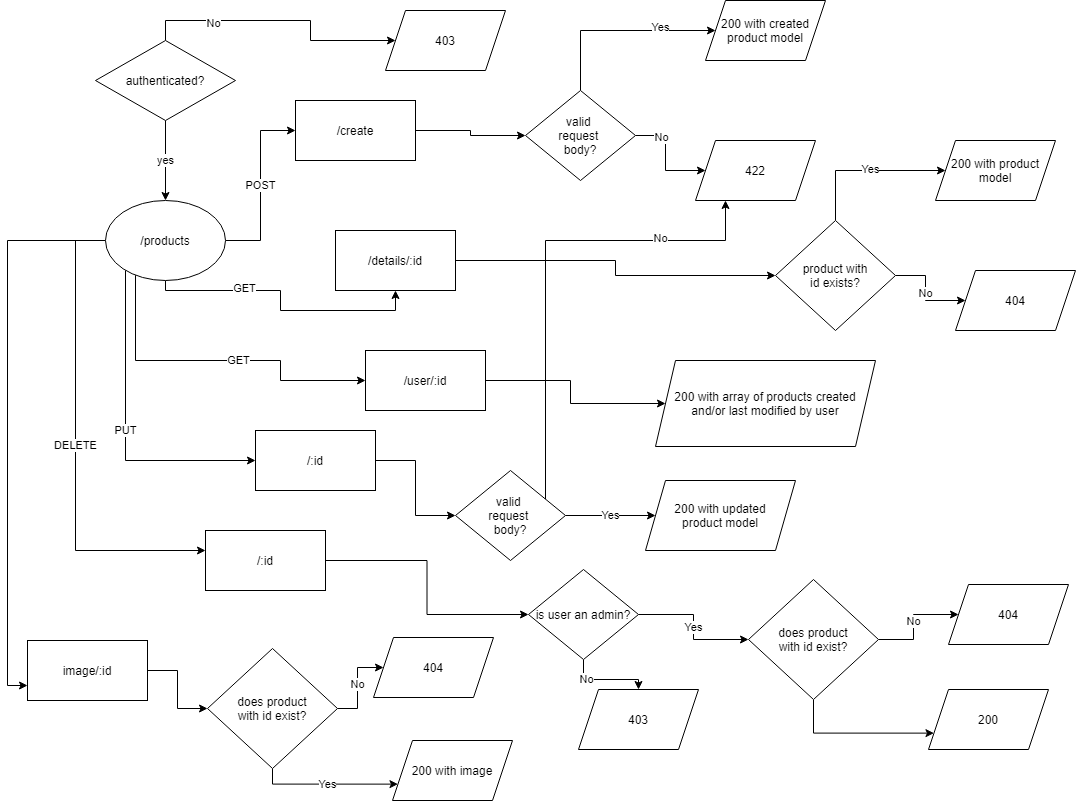 No
403
200 with created
product model
authenticated?
/create
valid
request
body?
Yes
No
422
yes
POST
200 with product
model
Yes
/products
/details/:id
No
product with
id exists?
No
404
GET
GET
/user/:id
200 with array of products created
and/or last modified by user
PUT
DELETE
/:id
valid
request
body?
Yes
200 with updated
product model
/:id
is user an admin?
Yes
does product
with id exist?
No
404
No
403
200
image/:id
does product
with id exist?
No
404
Yes
200 with image